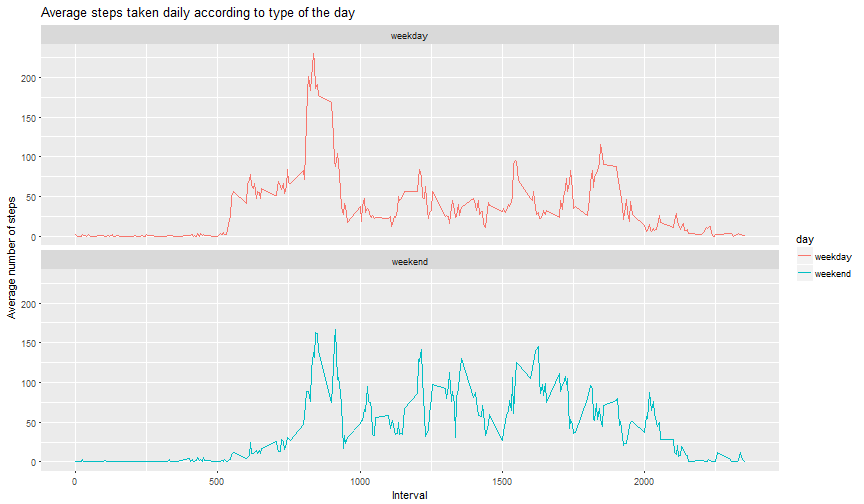 Average steps taken daily according to type of the day
weekday
200
150
100
50
0
weekend
200
150
100
50
0
Average number of steps
0
500
1000
1500
2000
Interval
day
weekday
weekend